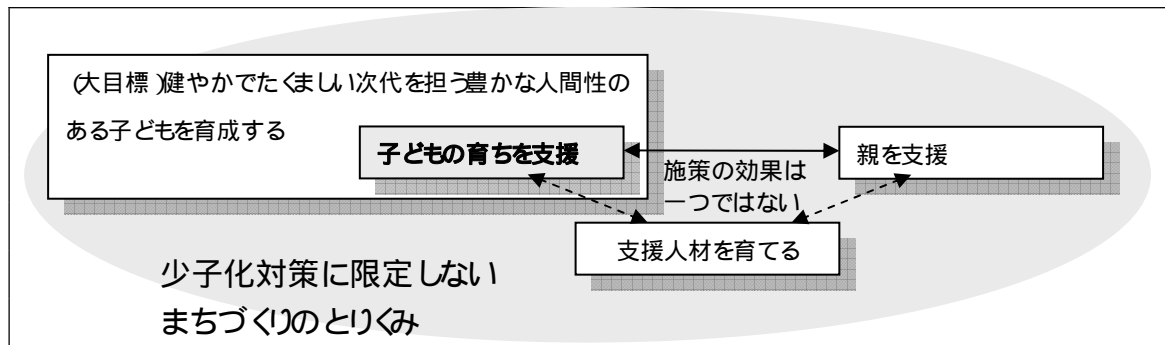 (大目標)健やかでたくましい次代を担う豊かな人間性の
ある子どもを育成する
子どもの育ちを支援
親を支援
施策の効果は
一つではない
支援人材を育てる
少子化対策に限定しない
まちづくりのとりくみ